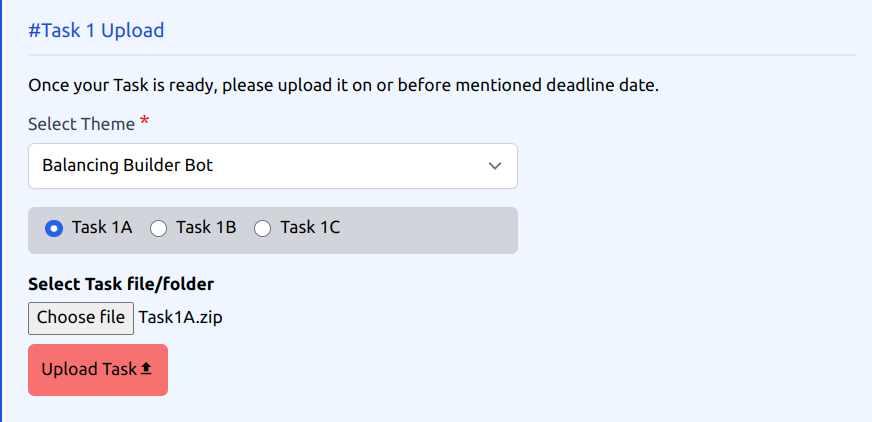 #Task 1 Upload
Once your Task is ready, please upload it on or before mentioned deadline date.
Select Theme *
Balancing Builder Bot
Task 1A Task 1B Task 1C
Select Task file/folder
Choose file Task1A.zip
Upload Task